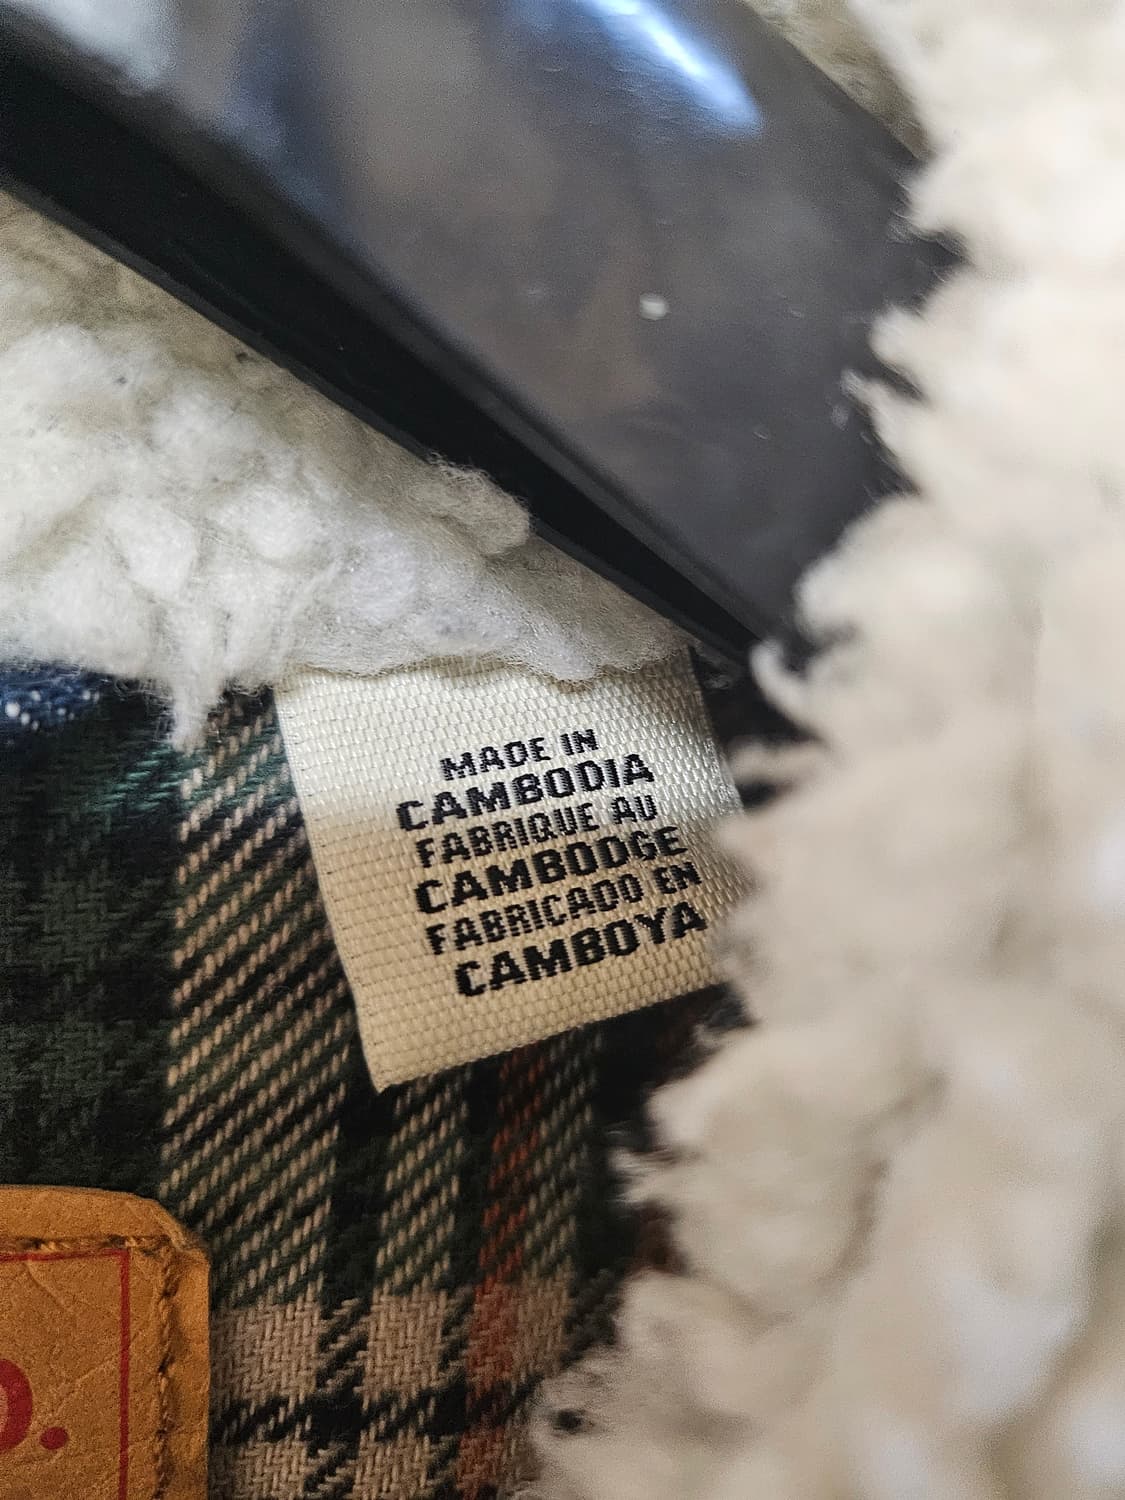 MADE IN
CAMBODIA
FABRIQUE AU
CAMBODGE
FABRICADO EN
CAMBOYA
o.